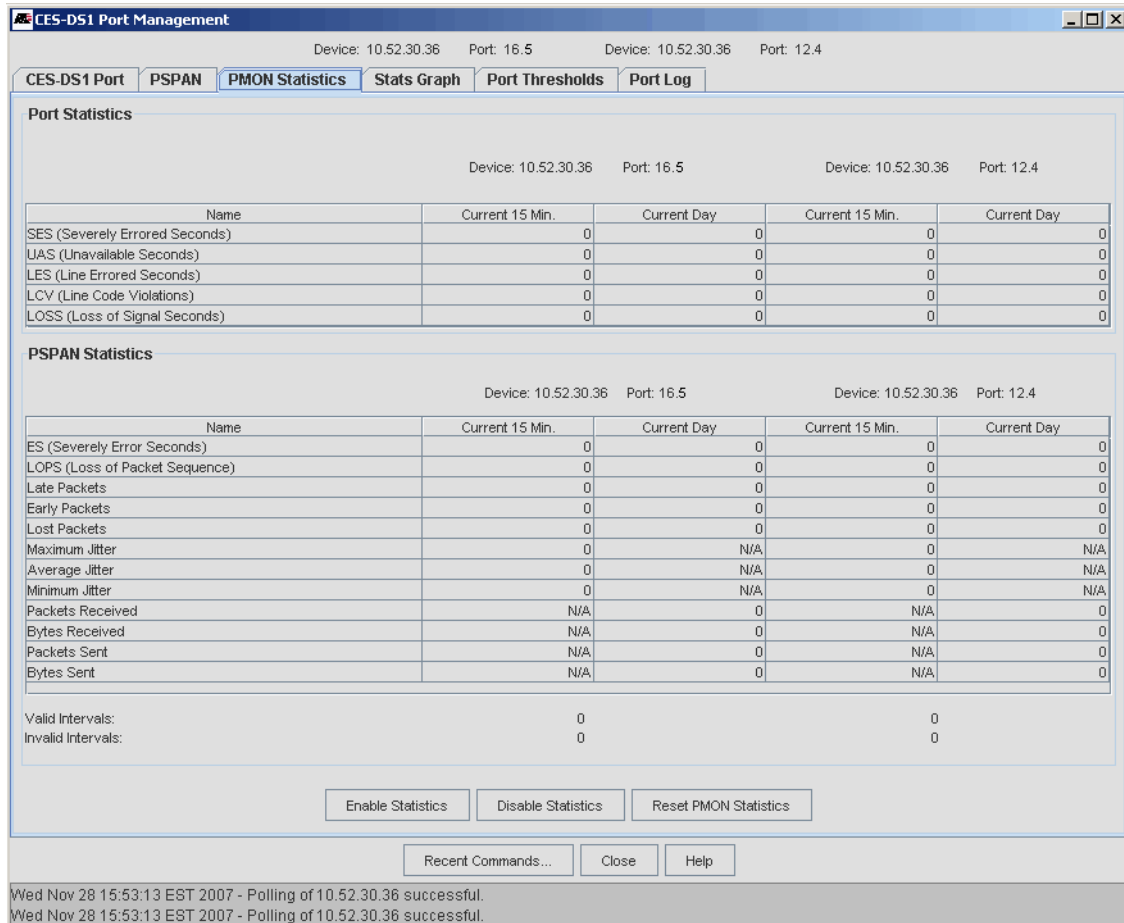 CES-DS1 Port Management
Device: 10.52.30.36 Port: 16.5 Device: 10.52.30.36 Port: 12.4
CES-DS1 Port PSPAN PMON Statistics Stats Graph Port Thresholds Port Log
Port Statistics
Device: 10.52.30.36 Port: 16.5 Device: 10.52.30.36 Port: 12.4
Name Current 15 Min. Current Day Current 15 Min. Current Day
SES (Severely Errored Seconds) 0 0 0 0
UAS (Unavailable Seconds) 0 0 0 0
LES (Line Errored Seconds) 0 0 0 0
LCV (Line Code Violations) 0 0 0 0
LOSS (Loss of Signal Seconds) 0 0 0 0
PSPAN Statistics
Device: 10.52.30.36 Port: 16.5 Device: 10.52.30.36 Port: 12.4
Name Current 15 Min. Current Day Current 15 Min. Current Day
ES (Severely Error Seconds) 0 0 0 0
LOPS (Loss of Packet Sequence) 0 0 0 0
Late Packets 0 0 0 0
Early Packets 0 0 0 0
Lost Packets 0 0 0 0
Maximum Jitter 0 N/A 0 N/A
Average Jitter 0 N/A 0 N/A
Minimum Jitter 0 N/A 0 N/A
Packets Received N/A 0 N/A 0
Bytes Received N/A 0 N/A 0
Packets Sent N/A 0 N/A 0
Bytes Sent N/A 0 N/A 0
Valid Intervals: 0 0
Invalid Intervals: 0 0
Enable Statistics Disable Statistics Reset PMON Statistics
Recent Commands... Close Help
Wed Nov 28 15:53:13 EST 2007 - Polling of 10.52.30.36 successful.
Wed Nov 28 15:53:13 EST 2007 - Polling of 10.52.30.36 successful.